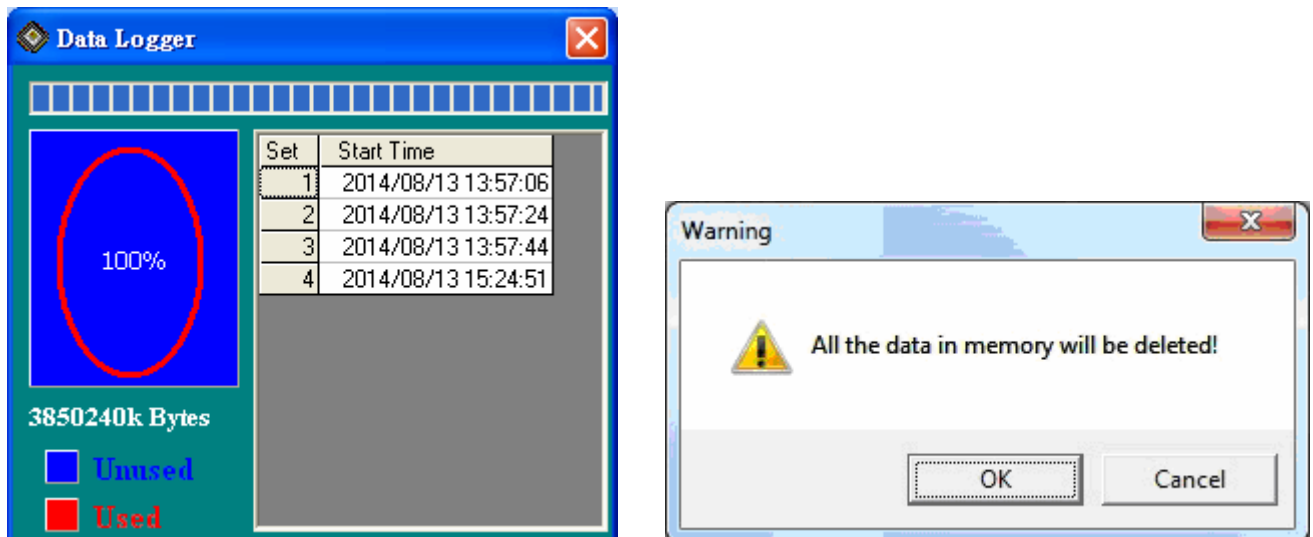 Data Logger
Set Start Time
1 2014/08/13 13:57:06
2 2014/08/13 13:57:24
3 2014/08/13 13:57:44
4 2014/08/13 15:24:51
100%
3850240k Bytes
Unused
Used
Warning
All the data in memory will be deleted!
OK Cancel